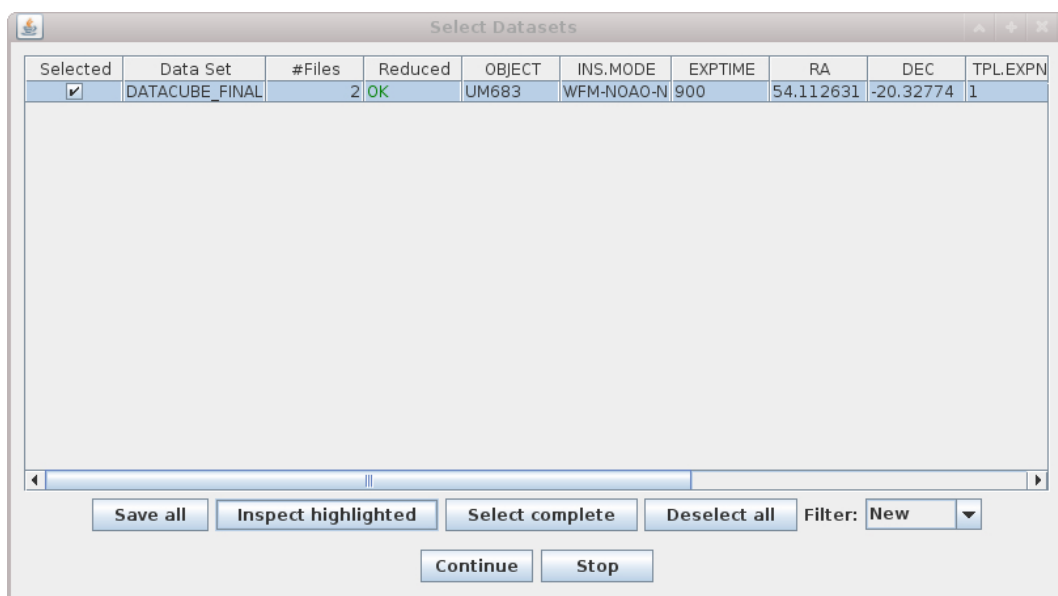 Select Datasets
Selected Data Set #Files Reduced OBJECT INS.MODE EXPTIME RA DEC TPL.EXPN
DATACUBE_FINAL 2 OK UM683 WFM-NOAO-N 900 54.112631 -20.32774 1
Save all Inspect highlighted Select complete Deselect all Filter: New
Continue Stop